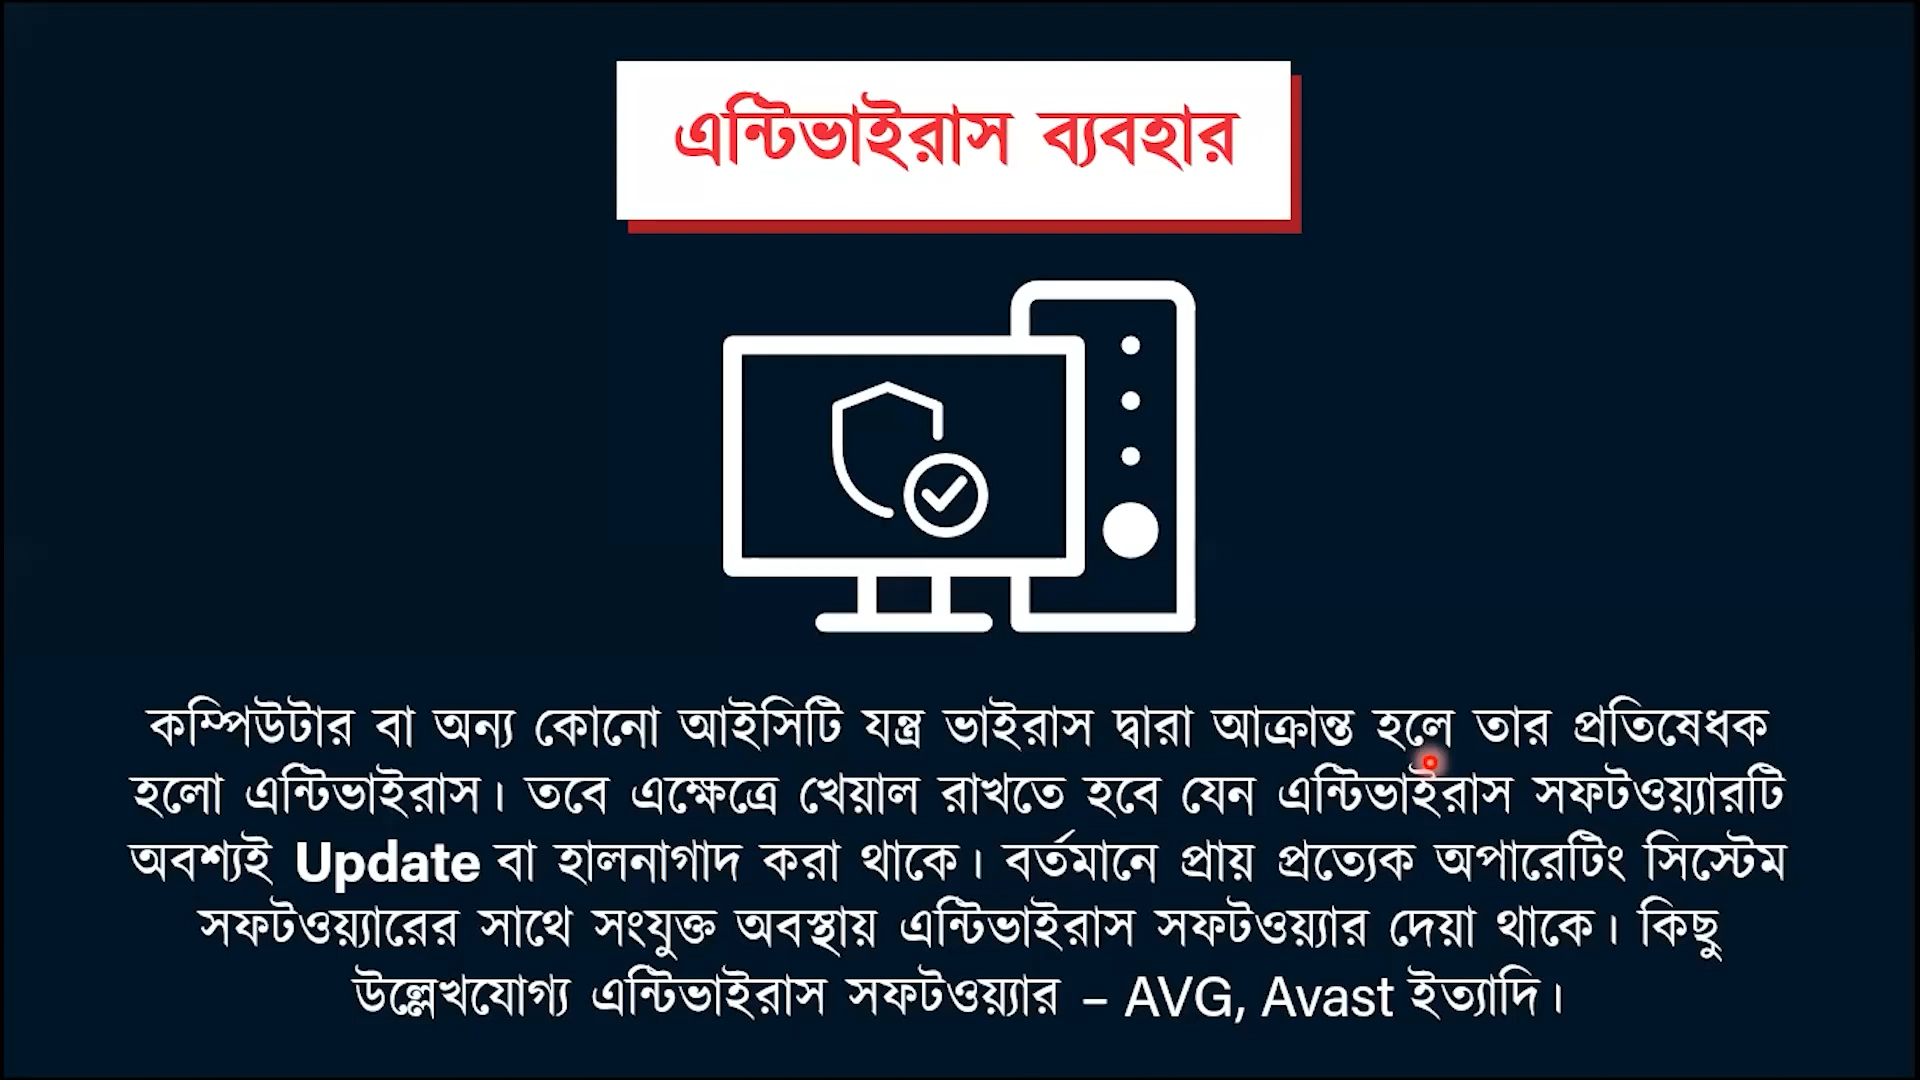 এন্টিভাইরাস ব্যবহার
কম্পিউটার বা অন্য কোনো আইসিটি যন্ত্র ভাইরাস দ্বারা আক্রান্ত হলে তার প্রতিষেধক
হলো এন্টিভাইরাস। তবে এক্ষেত্রে খেয়াল রাখতে হবে যেন এন্টিভাইরাস সফটওয়্যারটি
অবশ্যই Update বা হালনাগাদ করা থাকে। বর্তমানে প্রায় প্রত্যেক অপারেটিং সিস্টেম
সফটওয়্যারের সাথে সংযুক্ত অবস্থায় এন্টিভাইরাস সফটওয়্যার দেয়া থাকে। কিছু
উল্লেখযোগ্য এন্টিভাইরাস সফটওয়্যার – AVG, Avast ইত্যাদি।